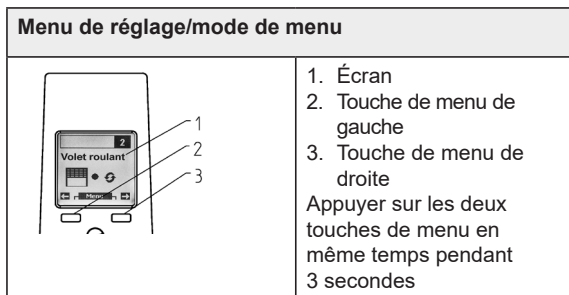 Menu de réglage/mode de menu
2
Volet roulant
Menu
1
2
3
1. Écran
2. Touche de menu de
gauche
3. Touche de menu de
droite
Appuyer sur les deux
touches de menu en
même temps pendant
3 secondes